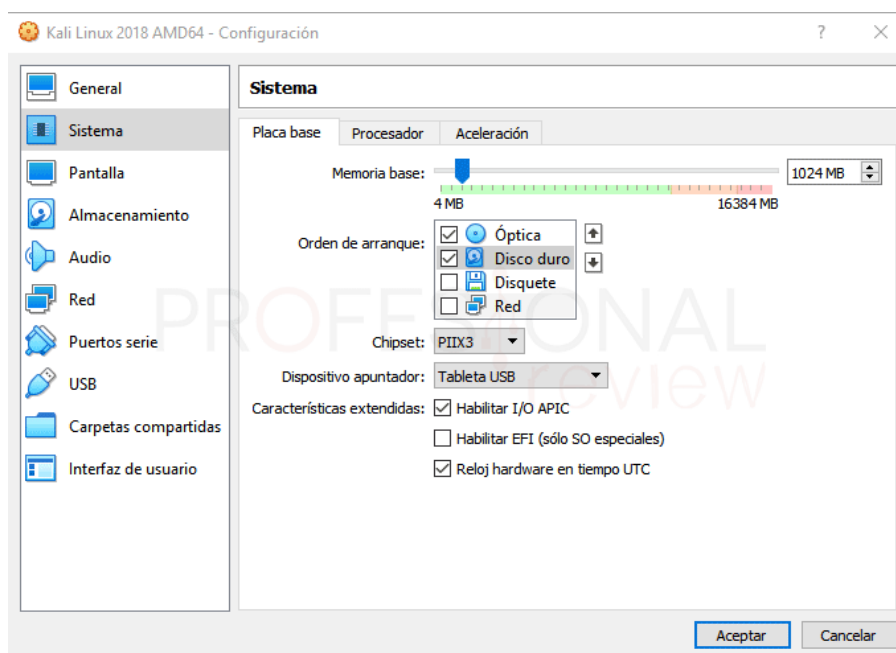 Kali Linux 2018 AMD64 - Configuración ?
General
Sistema
Pantalla
Almacenamiento
Audio
Red
Puertos serie
USB
Carpetas compartidas
Interfaz de usuario
Sistema
Placa base Procesador Aceleración
Memoria base: 1024 MB
4 MB 16384 MB
Orden de arranque: Óptica
Disco duro
Disquete
Red
Chipset: PIIX3
Dispositivo apuntador: Tableta USB
Características extendidas: Habilitar I/O APIC
Habilitar EFI (sólo SO especiales)
Reloj hardware en tiempo UTC
PROFESIONAL
review
Aceptar Cancelar